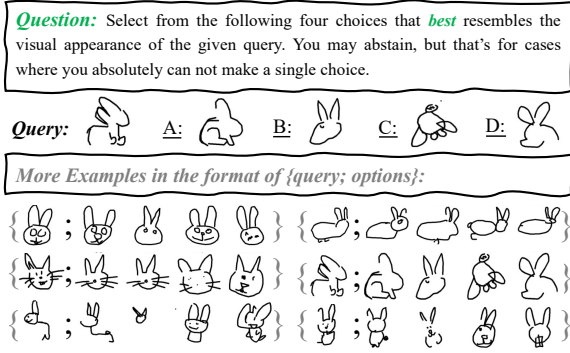 Question: Select from the following four choices that best resembles the
visual appearance of the given query. You may abstain, but that's for cases
where you absolutely can not make a single choice.
Query: A: B: C: D:
More Examples in the format of {query; options}:
{ ; } { ; }
{ ; } { ; }
{ ; } { ; }